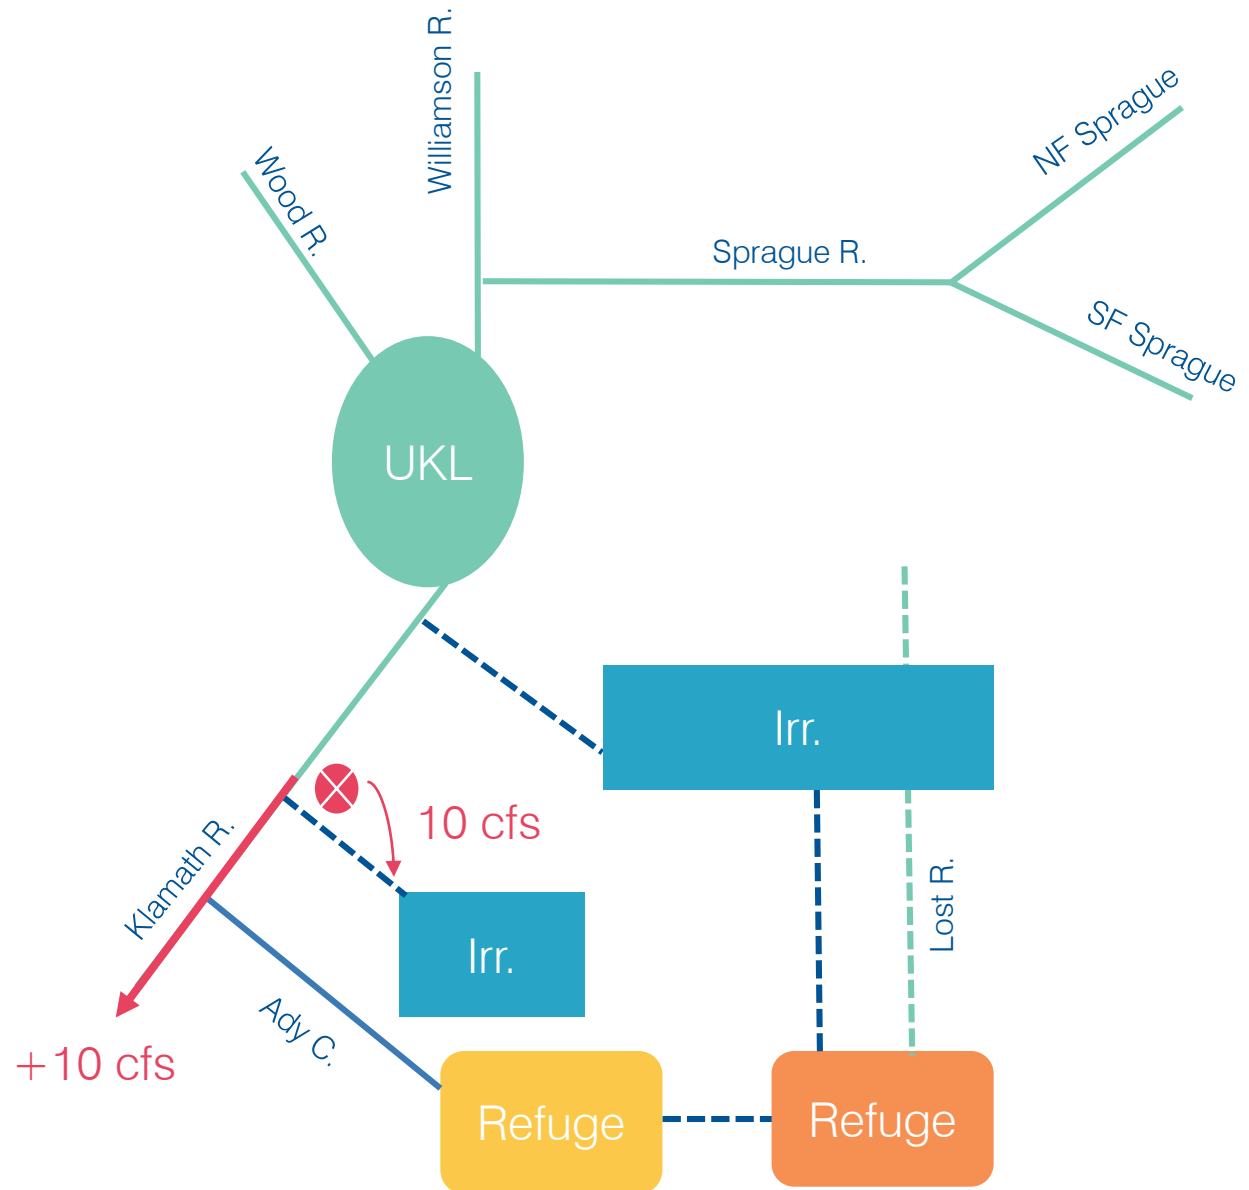 Williamson R.
NF Sprague
Wood R.
Sprague R.
SF Sprague
UKL
Irr.
10 cfs
Klamath R.
Lost R.
Irr.
Ady C.
+10 cfs
Refuge
Refuge